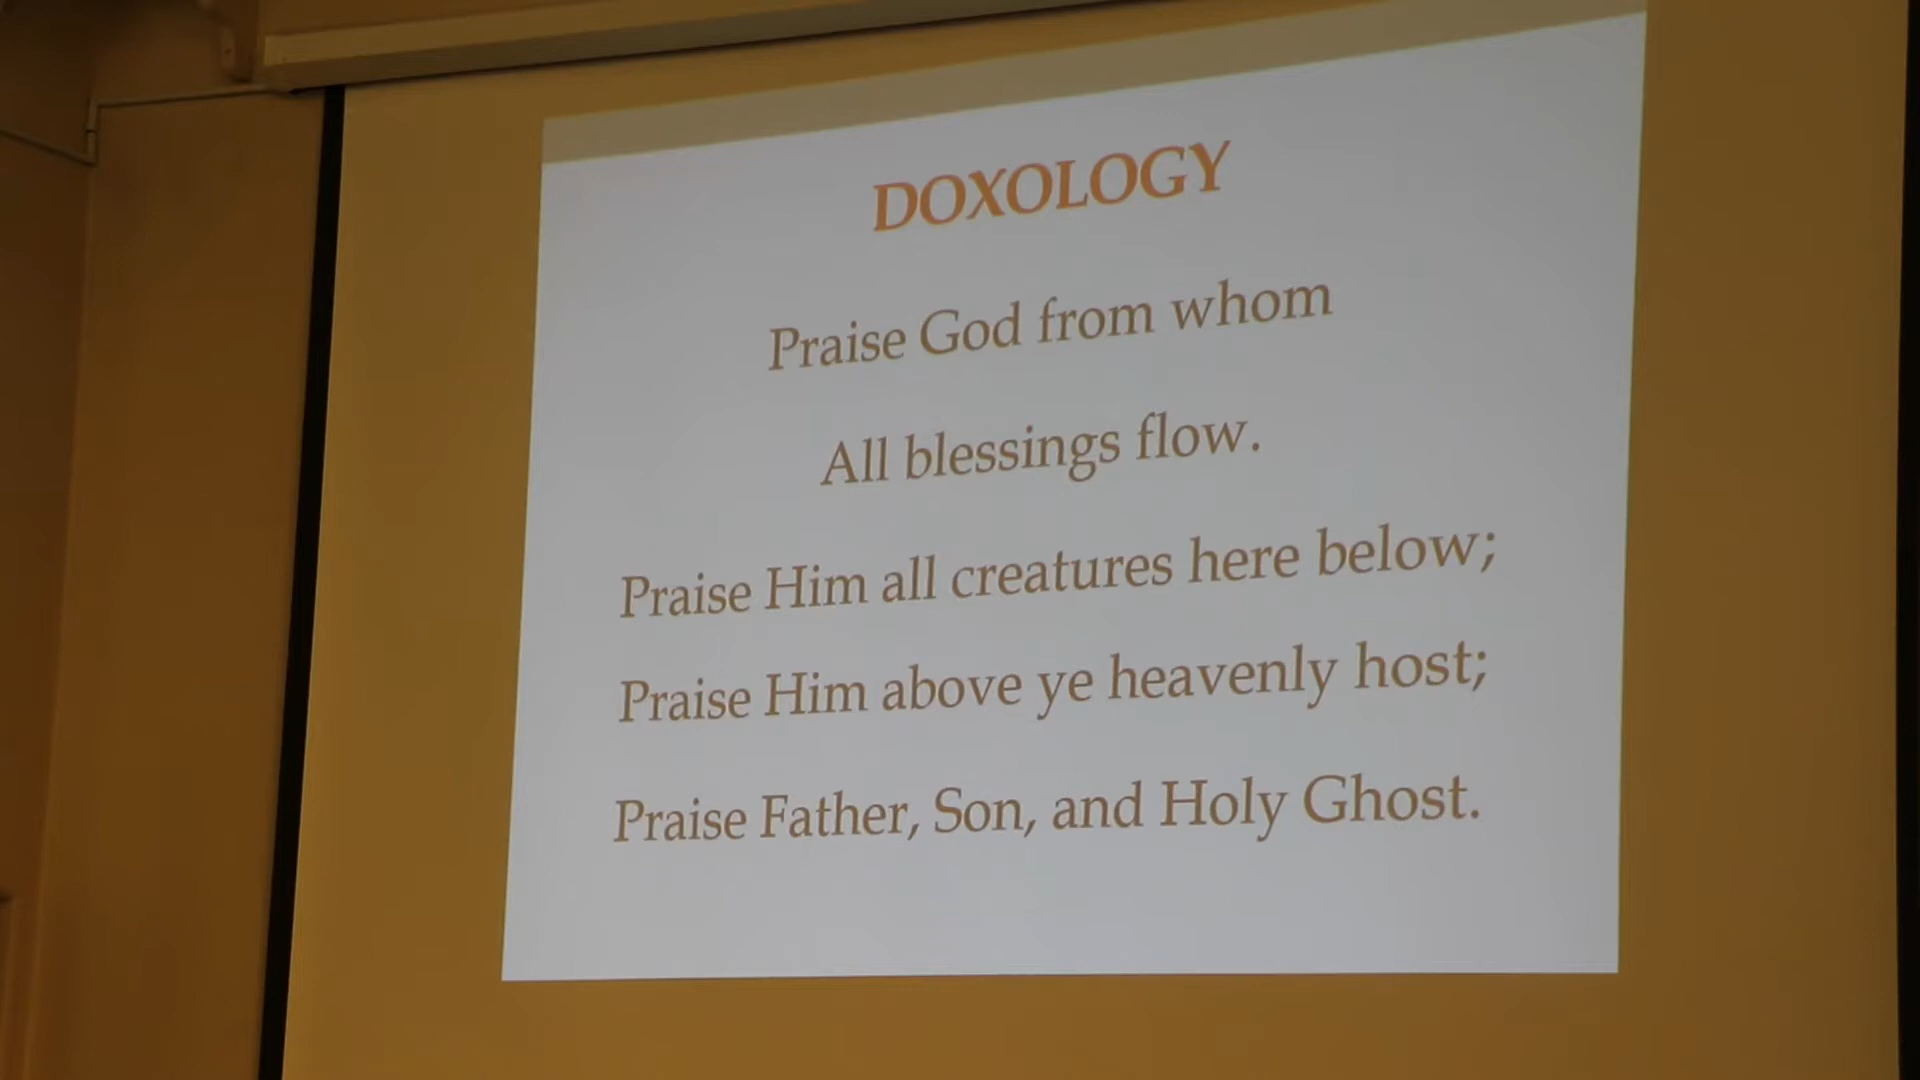 DOXOLOGY
Praise God from whom
All blessings flow.
Praise Him all creatures here below;
Praise Him above ye heavenly host;
Praise Father, Son, and Holy Ghost.